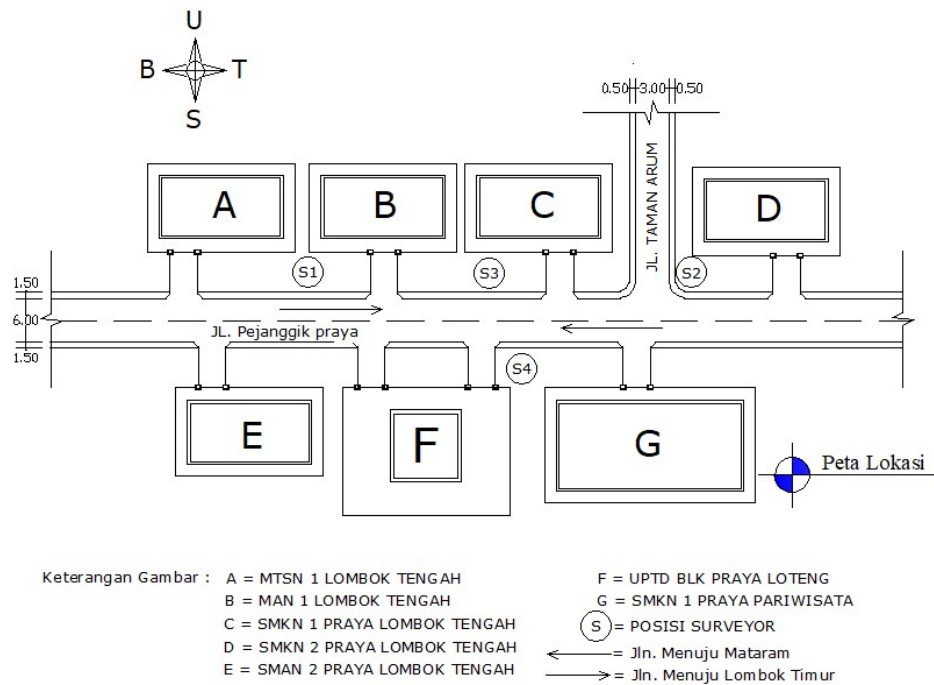 U
B T
S
0.50 3.00 0.50
JL. TAMAN ARUM
A
B
C
D
S1
S3
S2
1.50
6.00
1.50
JL. Pejanggik praya
S4
E
F
G
Peta Lokasi
Keterangan Gambar :
A = MTSN 1 LOMBOK TENGAH
B = MAN 1 LOMBOK TENGAH
C = SMKN 1 PRAYA LOMBOK TENGAH
D = SMKN 2 PRAYA LOMBOK TENGAH
E = SMAN 2 PRAYA LOMBOK TENGAH
F = UPTD BLK PRAYA LOTENG
G = SMKN 1 PRAYA PARIWISATA
S = POSISI SURVEYOR
= Jln. Menuju Mataram
= Jln. Menuju Lombok Timur